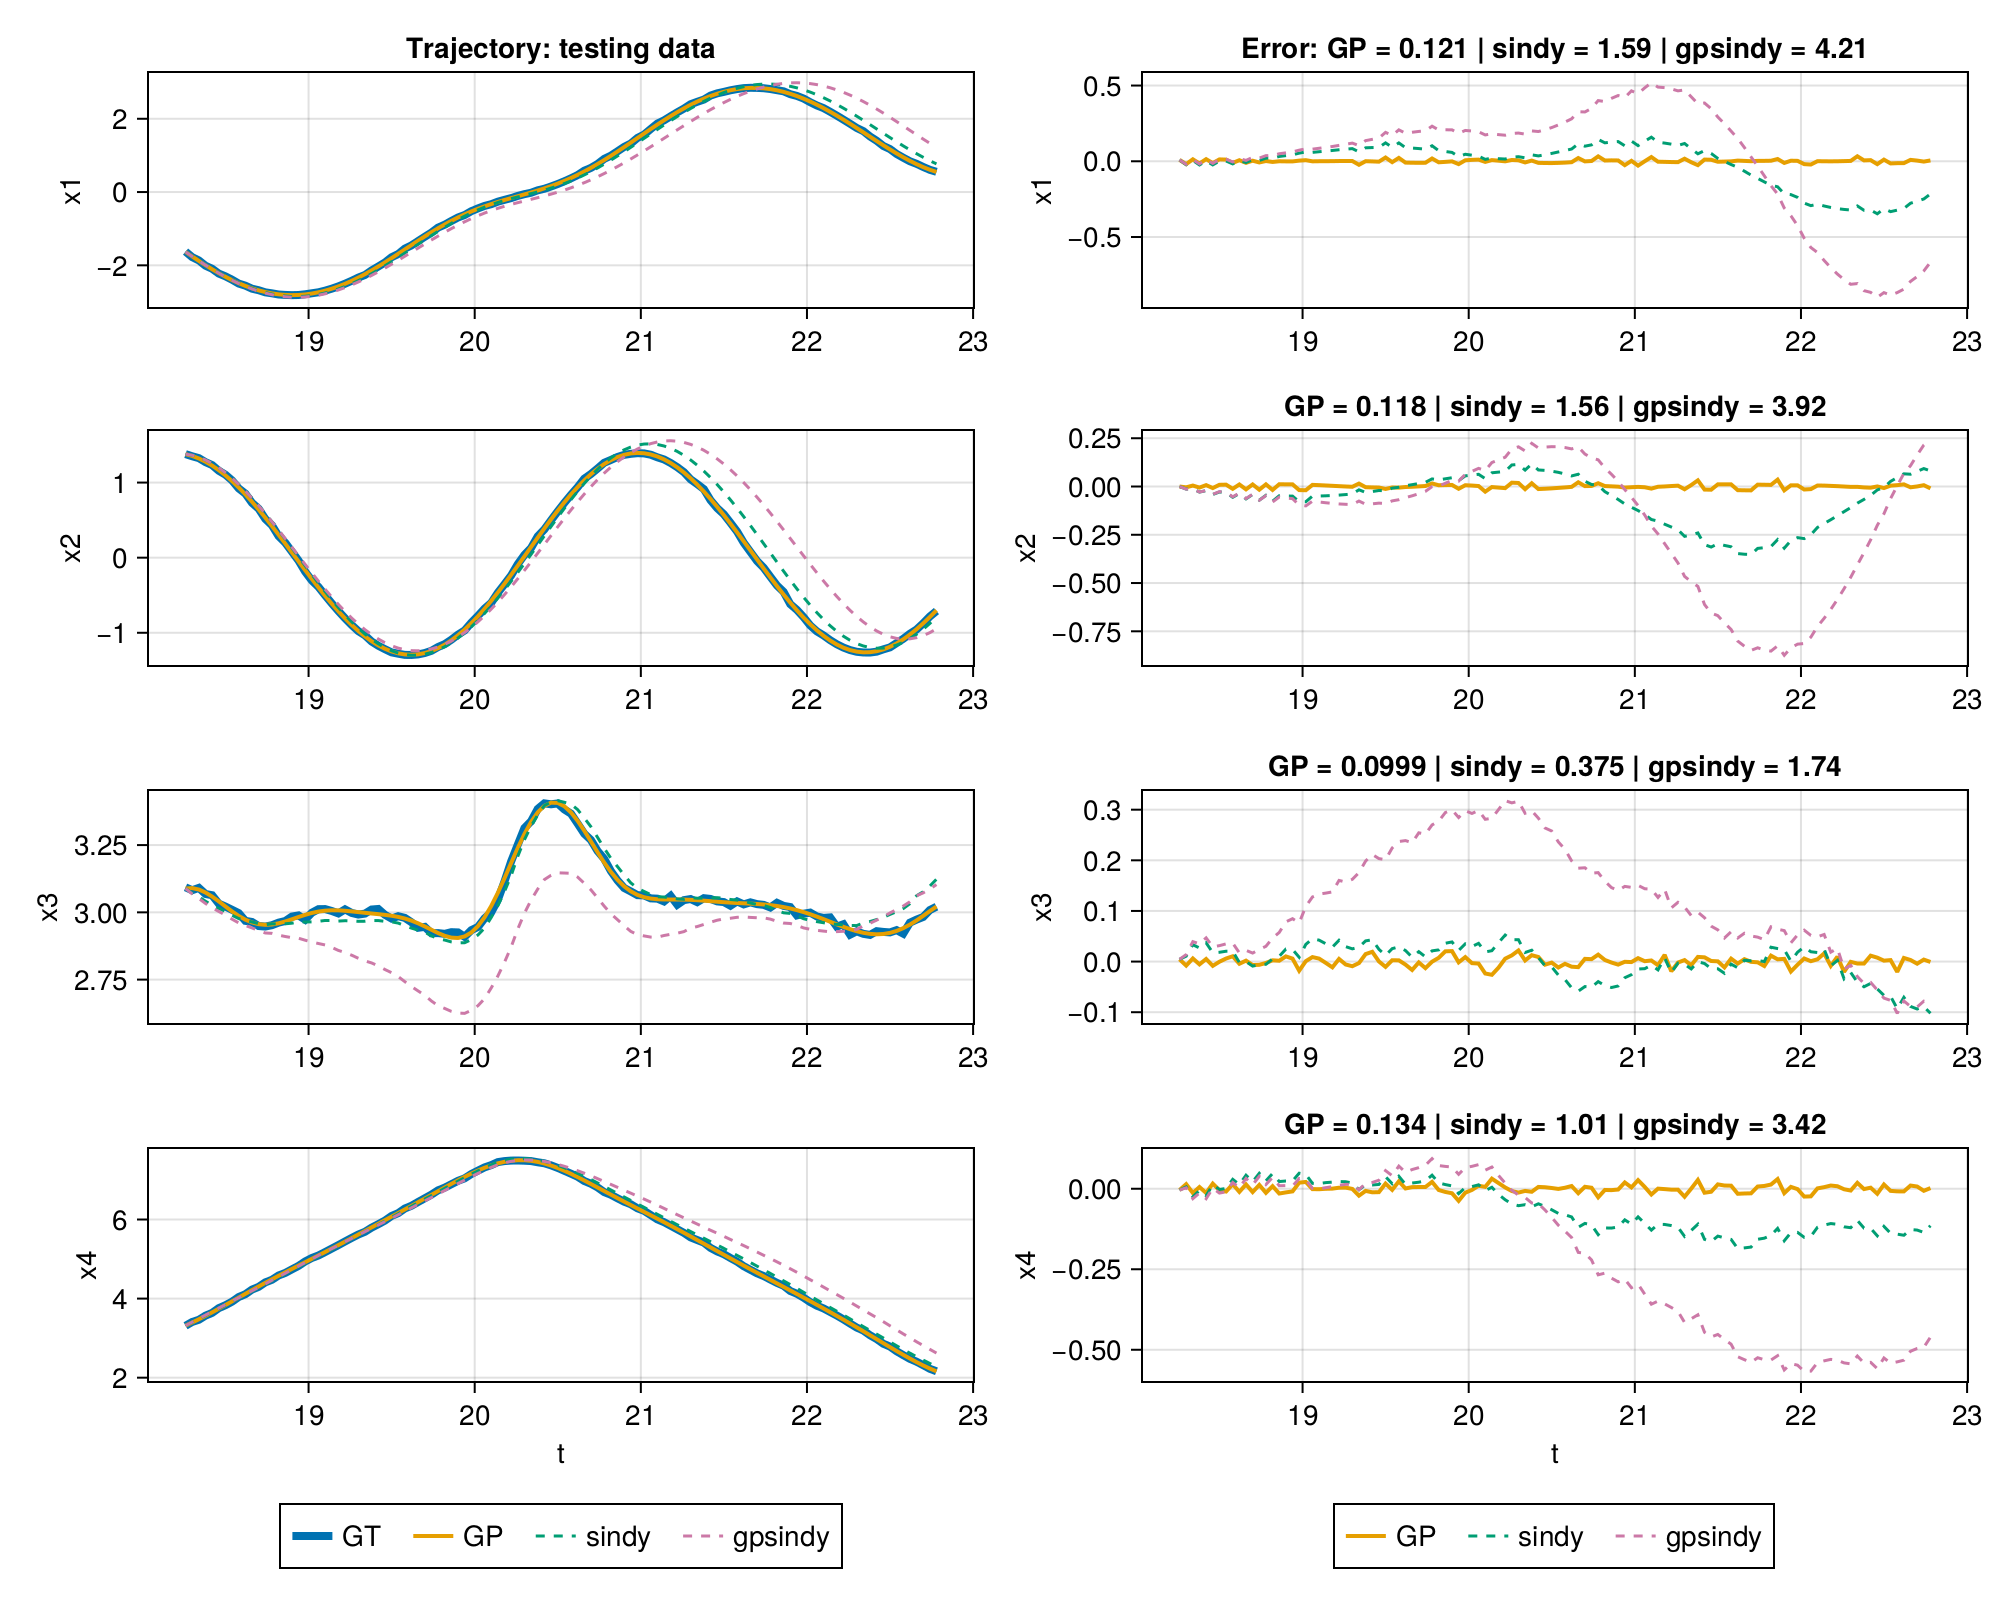 Trajectory: testing data
x1
2
0
−2
19 20 21 22 23
Error: GP = 0.121 | sindy = 1.59 | gpsindy = 4.21
x1
0.5
0.0
−0.5
19 20 21 22 23
x2
1
0
−1
19 20 21 22 23
GP = 0.118 | sindy = 1.56 | gpsindy = 3.92
x2
0.25
0.00
−0.25
−0.50
−0.75
19 20 21 22 23
x3
3.25
3.00
2.75
19 20 21 22 23
GP = 0.0999 | sindy = 0.375 | gpsindy = 1.74
x3
0.3
0.2
0.1
0.0
−0.1
19 20 21 22 23
x4
6
4
2
19 20 21 22 23
t
GP = 0.134 | sindy = 1.01 | gpsindy = 3.42
x4
0.00
−0.25
−0.50
19 20 21 22 23
t
GT GP sindy gpsindy
GP sindy gpsindy